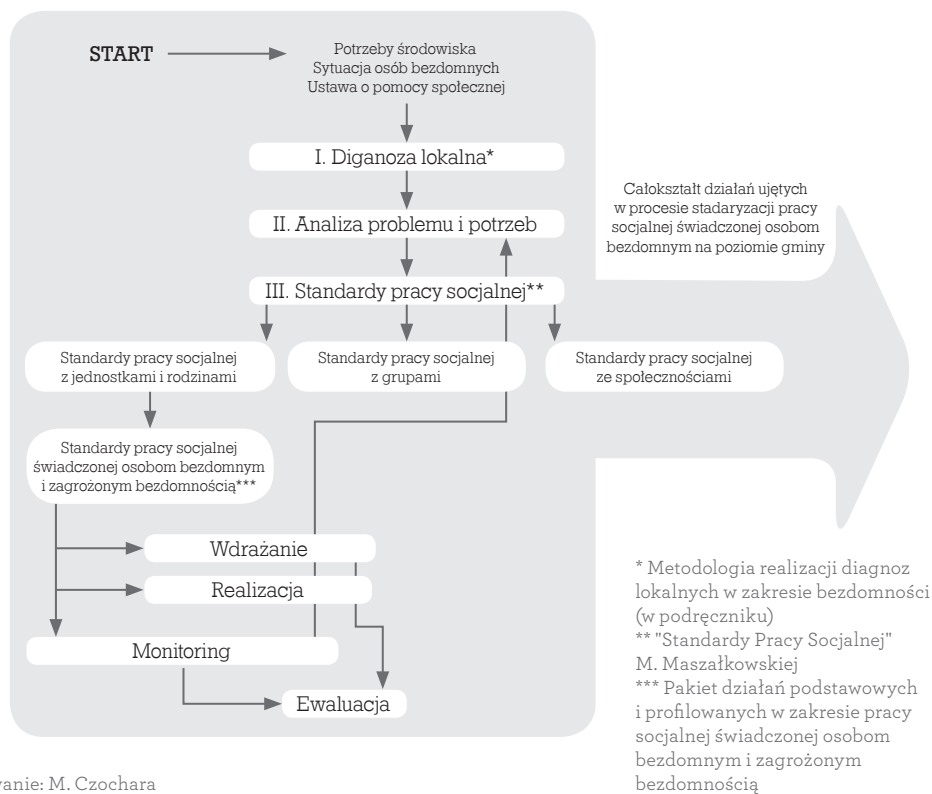 START
Potrzeby środowiska
Sytuacja osób bezdomnych
Ustawa o pomocy społecznej
I. Diganoza lokalna*
II. Analiza problemu i potrzeb
III. Standardy pracy socjalnej**
Standardy pracy socjalnej
z jednostkami i rodzinami
Standardy pracy socjalnej
z grupami
Standardy pracy socjalnej
ze społecznościami
Standardy pracy socjalnej
świadczonej osobom bezdomnym
i zagrożonym bezdomnością***
Wdrażanie
Realizacja
Monitoring
Ewaluacja
Całokształt działań ujętych
w procesie stadaryzacji pracy
socjalnej świadczonej osobom
bezdomnym na poziomie gminy
* Metodologia realizacji diagnoz
lokalnych w zakresie bezdomności
(w podręczniku)
** "Standardy Pracy Socjalnej"
M. Maszałkowskiej
*** Pakiet działań podstawowych
i profilowanych w zakresie pracy
socjalnej świadczonej osobom
bezdomnym i zagrożonym
bezdomnością
wanie: M. Czochara